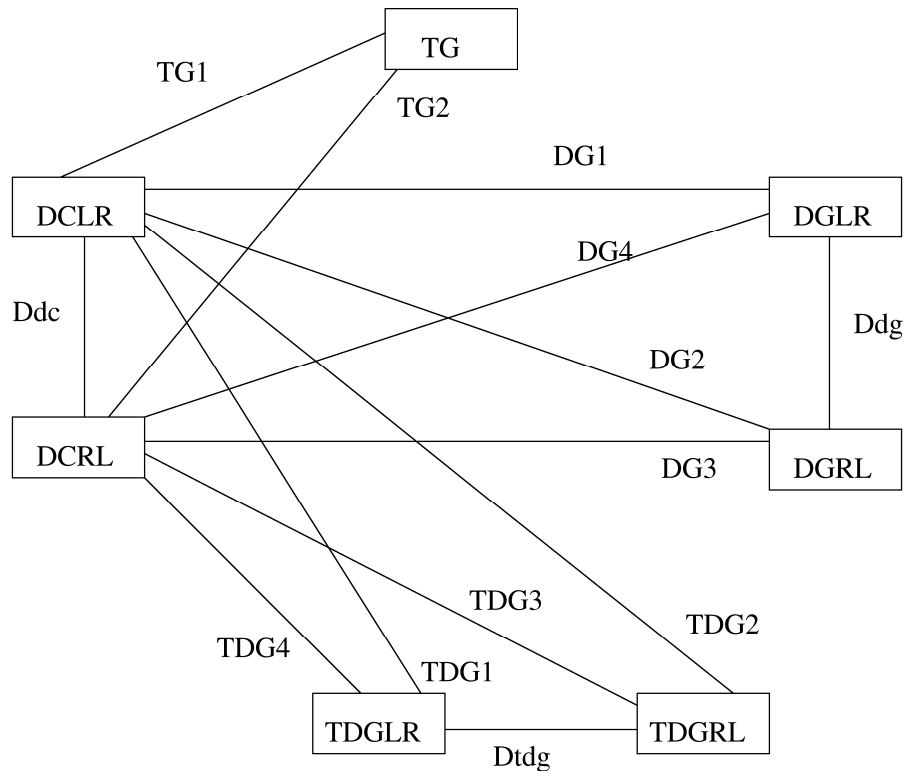 TG
TG1
TG2
DG1
DCLR
DGLR
DG4
Ddc
Ddg
DG2
DCRL
DG3
DGRL
TDG3
TDG2
TDG4
TDG1
TDGLR
TDGRL
Dtdg